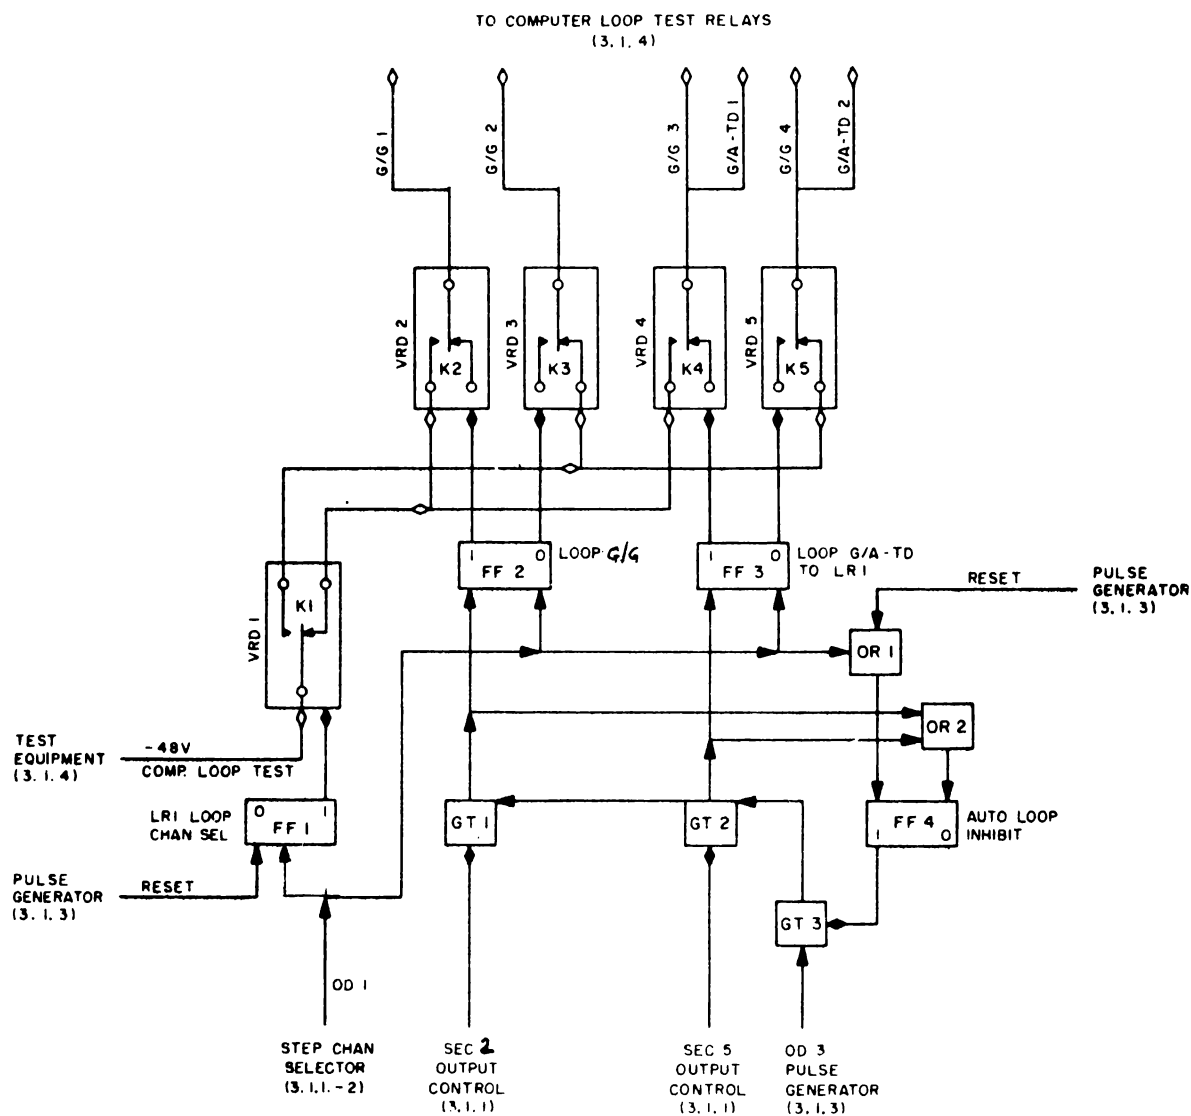 TO COMPUTER LOOP TEST RELAYS
(3.1.4)
G/G 1
G/G 2
G/G 3
G/A-TD 1
G/G 4
G/A-TD 2
VRD 2
K2
VRD 3
K3
VRD 4
K4
VRD 5
K5
1 0
FF 2
LOOP G/G
1 0
FF 3
LOOP G/A-TD
TO LR1
RESET
PULSE
GENERATOR
(3.1.3)
VRD 1
K1
OR 1
OR 2
TEST
EQUIPMENT
(3.1.4)
-48V
COMP. LOOP TEST
LR1 LOOP
CHAN SEL
0 1
FF 1
GT 1
GT 2
FF 4
1 0
AUTO LOOP
INHIBIT
PULSE
GENERATOR
(3.1.3)
RESET
GT 3
OD 1
STEP CHAN
SELECTOR
(3.1.1.-2)
SEC 2
OUTPUT
CONTROL
(3.1.1)
SEC 5
OUTPUT
CONTROL
(3.1.1)
OD 3
PULSE
GENERATOR
(3.1.3)